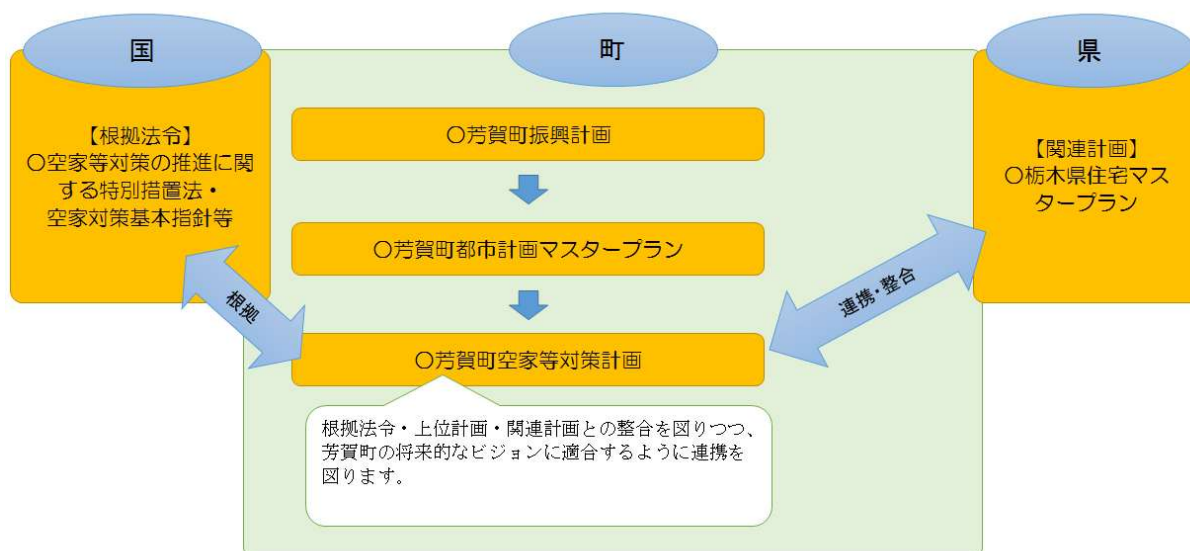 国
【根拠法令】
〇空家等対策の推進に関
する特別措置法・
空家対策基本指針等
根拠
町
〇芳賀町振興計画
〇芳賀町都市計画マスタープラン
〇芳賀町空家等対策計画
根拠法令・上位計画・関連計画との整合を図りつつ、
芳賀町の将来的なビジョンに適合するように連携を
図ります。
連携・整合
県
【関連計画】
〇栃木県住宅マス
タープラン